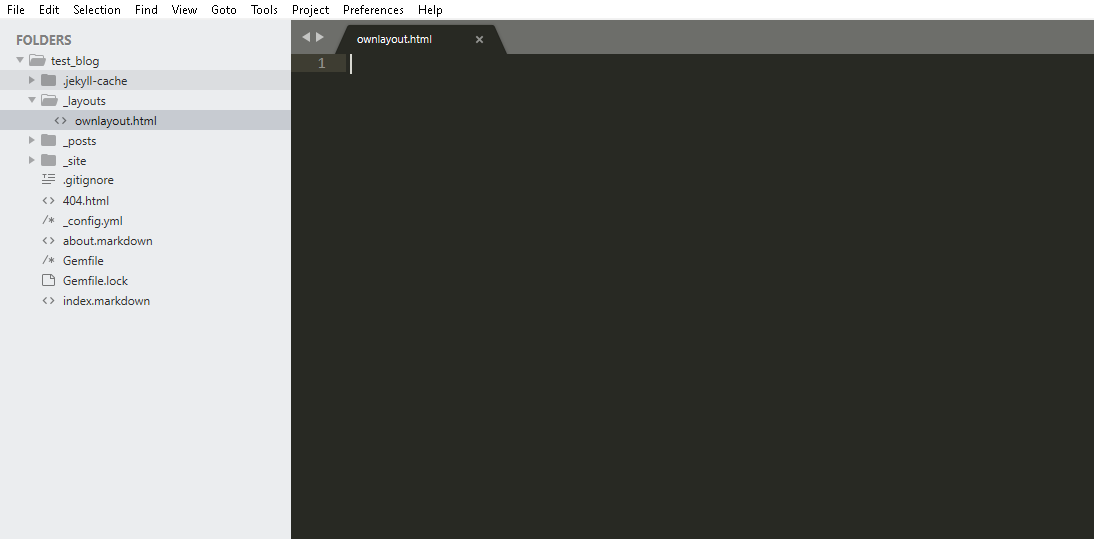 File Edit Selection Find View Goto Tools Project Preferences Help
FOLDERS
test_blog
.jekyll-cache
_layouts
<> ownlayout.html
_posts
_site
.gitignore
<> 404.html
/* _config.yml
<> about.markdown
/* Gemfile
Gemfile.lock
<> index.markdown
ownlayout.html ×
1